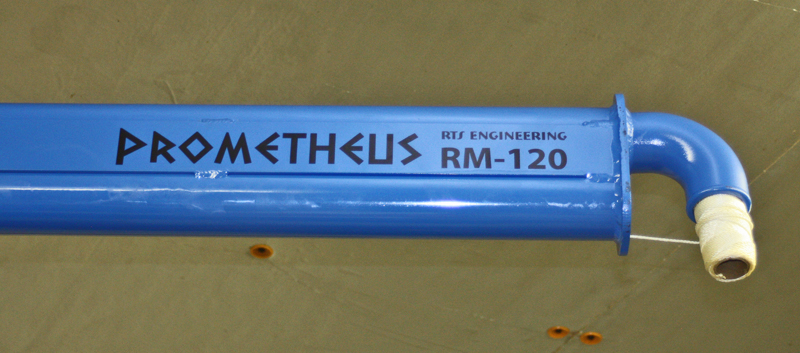 PROMETHEUS
RTS ENGINEERING
RM-120